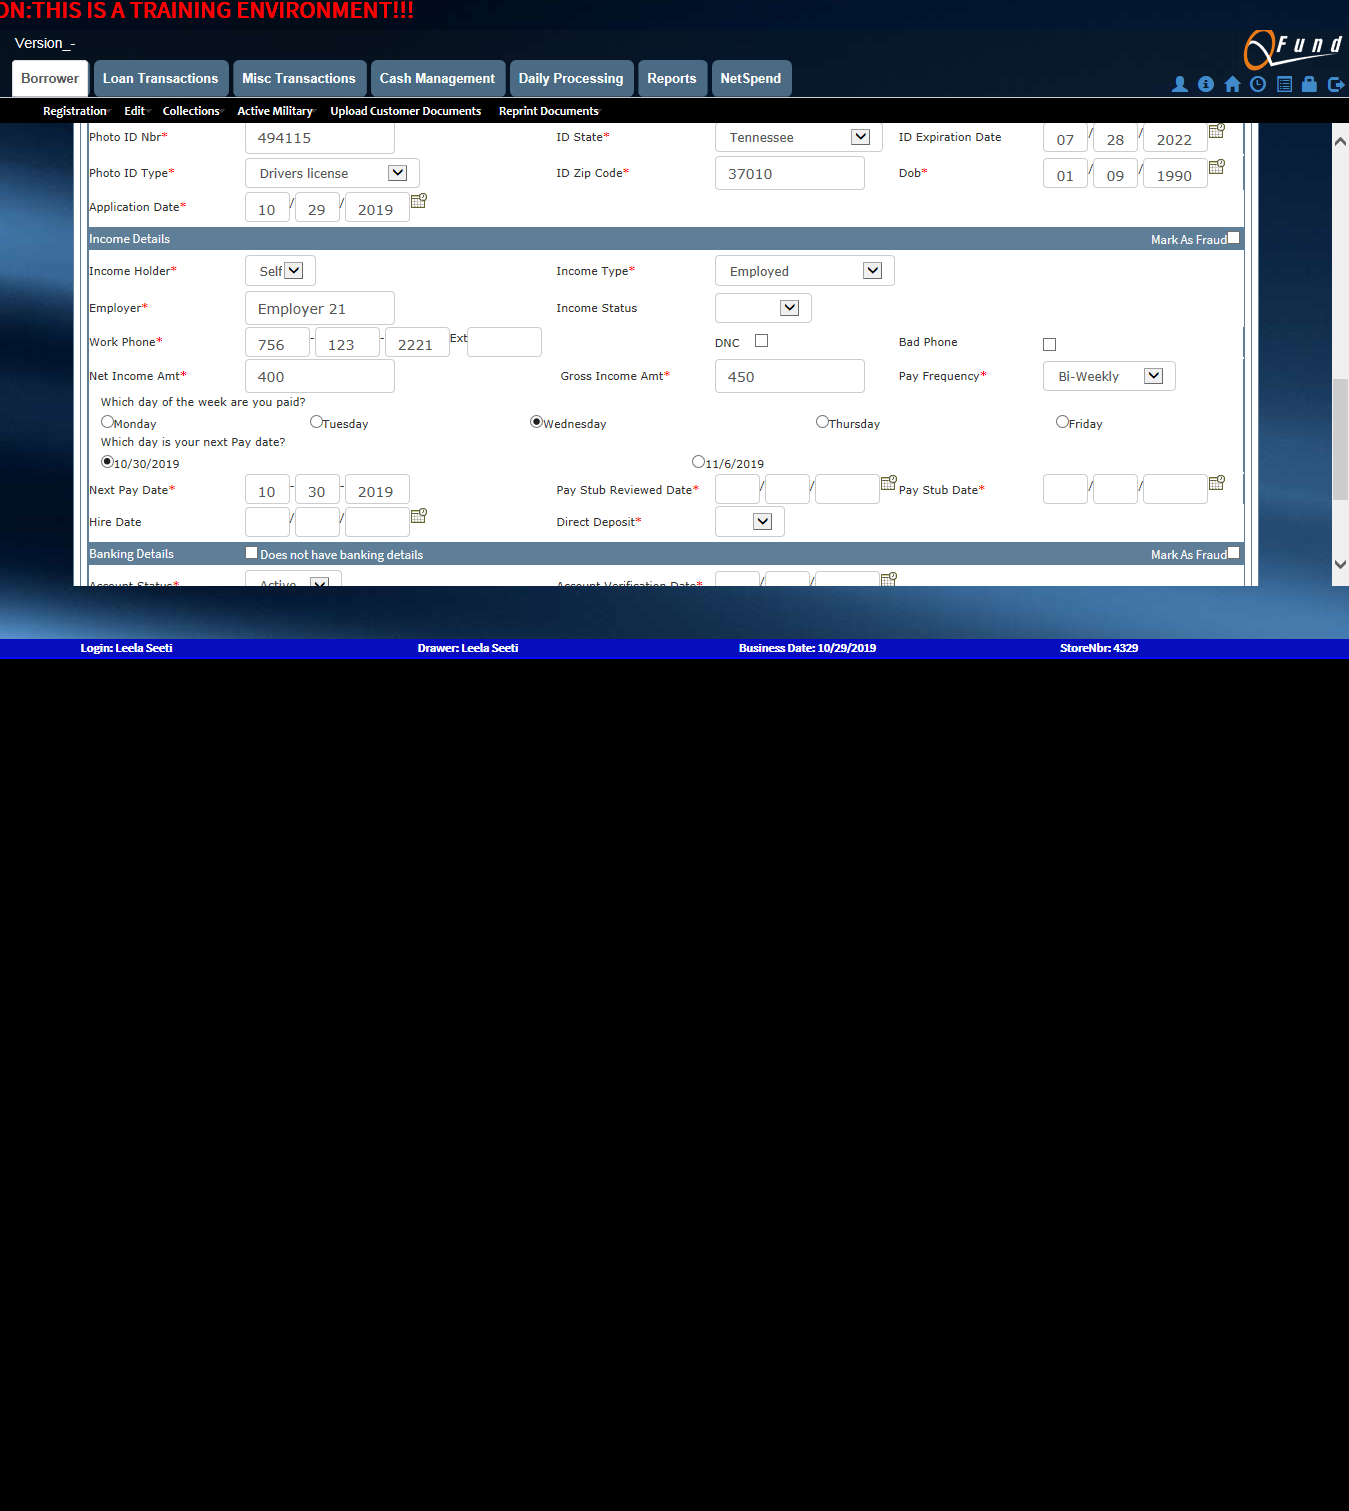 ON:THIS IS A TRAINING ENVIRONMENT!!!
Version_-
QFund
Borrower Loan Transactions Misc Transactions Cash Management Daily Processing Reports NetSpend
Registration Edit Collections Active Military Upload Customer Documents Reprint Documents
Photo ID Nbr* 494115 ID State* Tennessee ID Expiration Date 07 / 28 / 2022
Photo ID Type* Drivers license ID Zip Code* 37010 Dob* 01 / 09 / 1990
Application Date* 10 / 29 / 2019
Income Details Mark As Fraud
Income Holder* Self Income Type* Employed
Employer* Employer 21 Income Status
Work Phone* 756 - 123 - 2221 Ext DNC Bad Phone
Net Income Amt* 400 Gross Income Amt* 450 Pay Frequency* Bi-Weekly
Which day of the week are you paid?
Monday Tuesday Wednesday Thursday Friday
Which day is your next Pay date?
10/30/2019 11/6/2019
Next Pay Date* 10 - 30 - 2019 Pay Stub Reviewed Date* / / Pay Stub Date* / /
Hire Date / / Direct Deposit*
Banking Details Does not have banking details Mark As Fraud
Account Status* Active Account Verification Date* / /
Login: Leela Seeti Drawer: Leela Seeti Business Date: 10/29/2019 StoreNbr: 4329